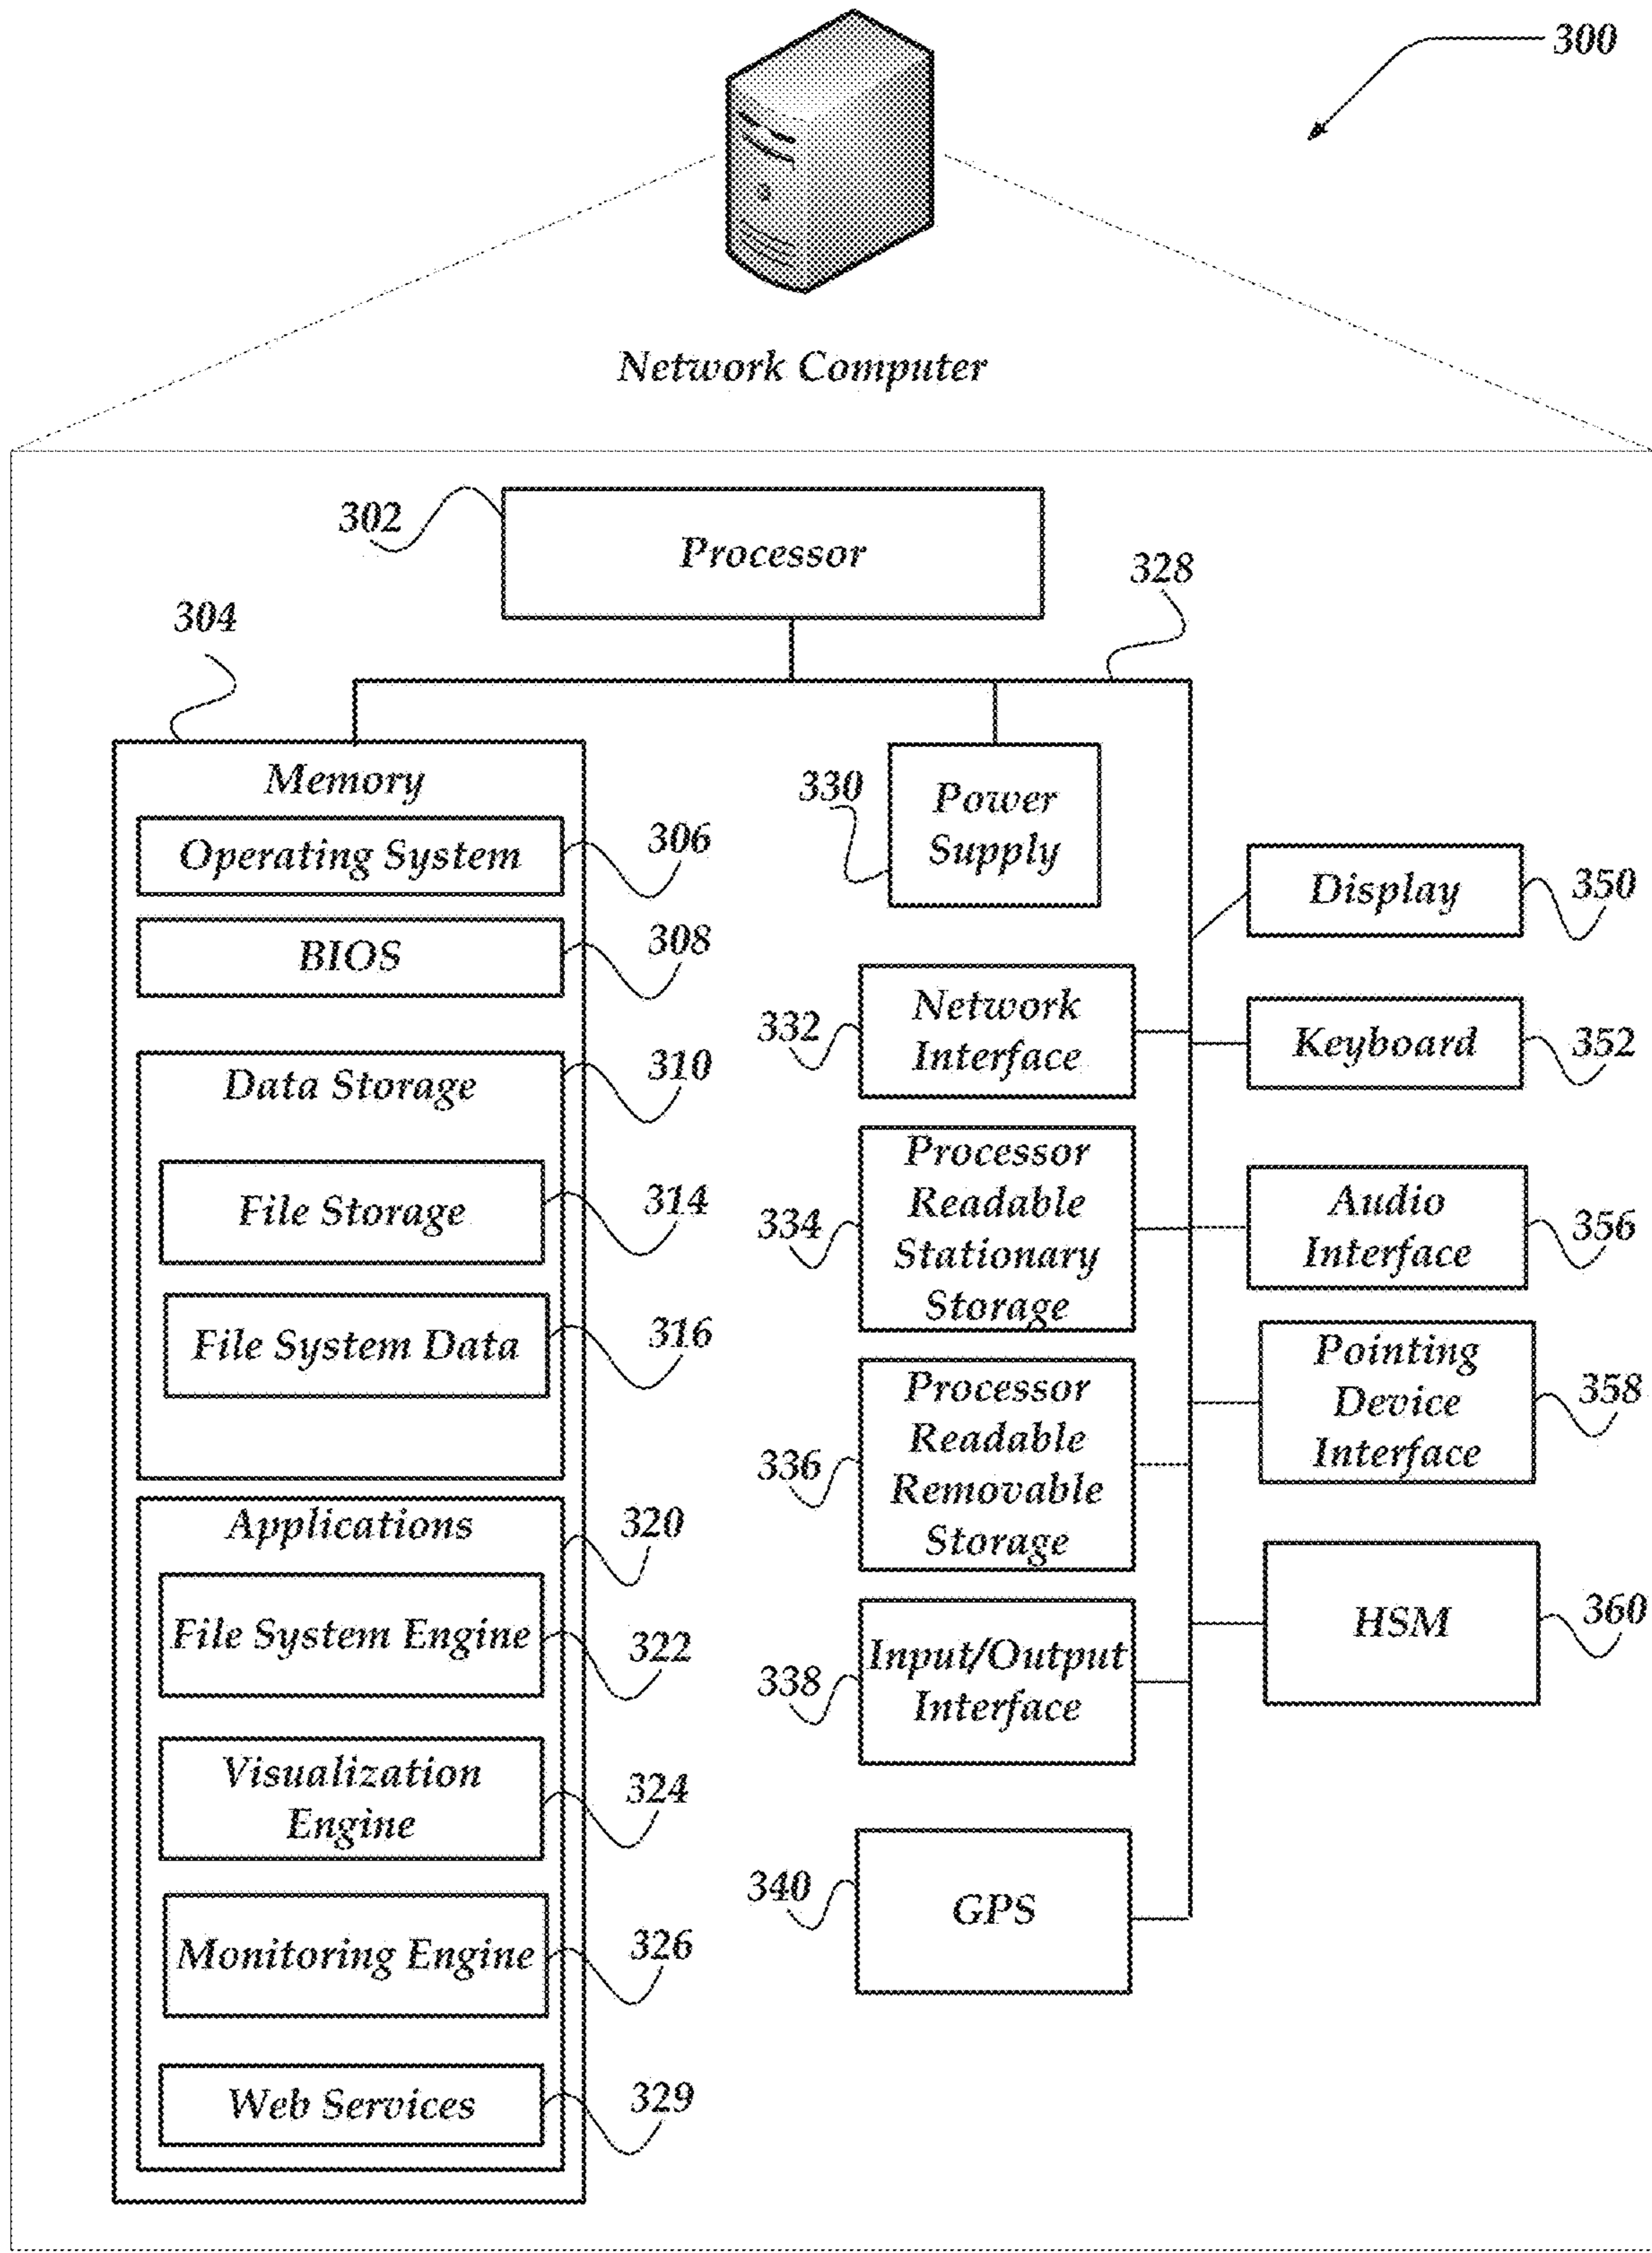 300
Network Computer
302
Processor
328
304
Memory
Operating System
306
BIOS
308
Data Storage
310
File Storage
314
File System Data
316
Applications
320
File System Engine
322
Visualization
Engine
324
Monitoring Engine
326
Web Services
329
330
Power
Supply
332
Network
Interface
334
Processor
Readable
Stationary
Storage
336
Processor
Readable
Removable
Storage
338
Input/Output
Interface
340
GPS
Display
350
Keyboard
352
Audio
Interface
356
Pointing
Device
Interface
358
HSM
360